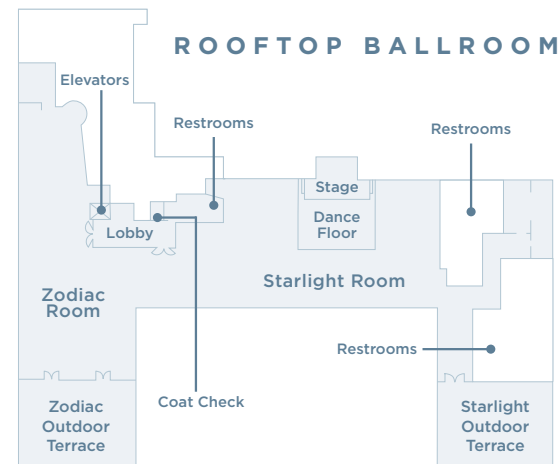 ROOFTOP BALLROOM
Elevators
Restrooms
Restrooms
Stage
Dance
Floor
Lobby
Starlight Room
Zodiac
Room
Restrooms
Coat Check
Zodiac
Outdoor
Terrace
Starlight
Outdoor
Terrace